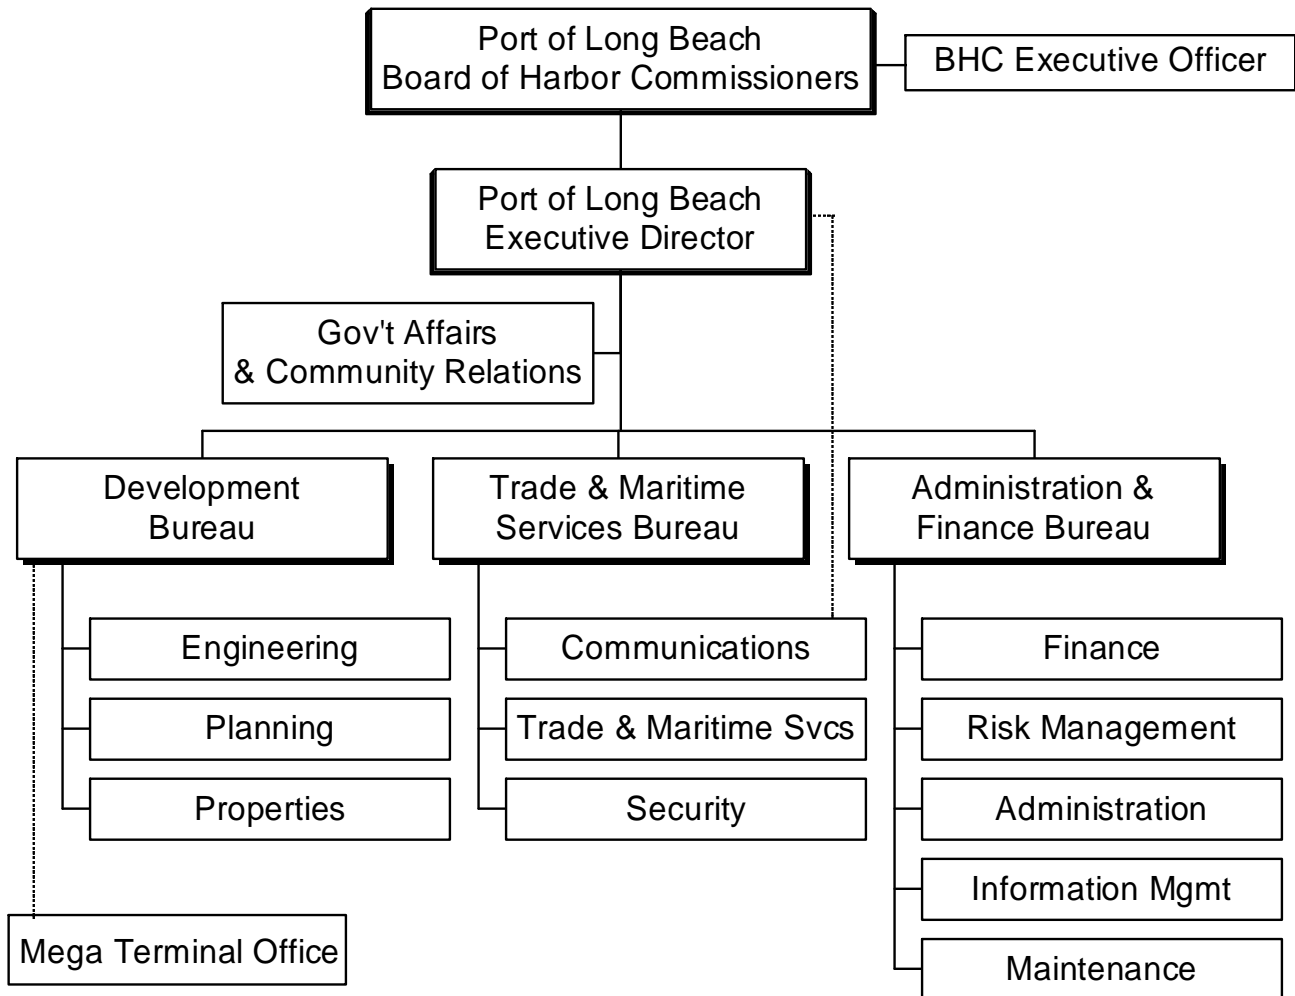 Port of Long Beach
Board of Harbor Commissioners
BHC Executive Officer
Port of Long Beach
Executive Director
Gov't Affairs
& Community Relations
Development
Bureau
Trade & Maritime
Services Bureau
Administration &
Finance Bureau
Engineering
Planning
Properties
Mega Terminal Office
Communications
Trade & Maritime Svcs
Security
Finance
Risk Management
Administration
Information Mgmt
Maintenance